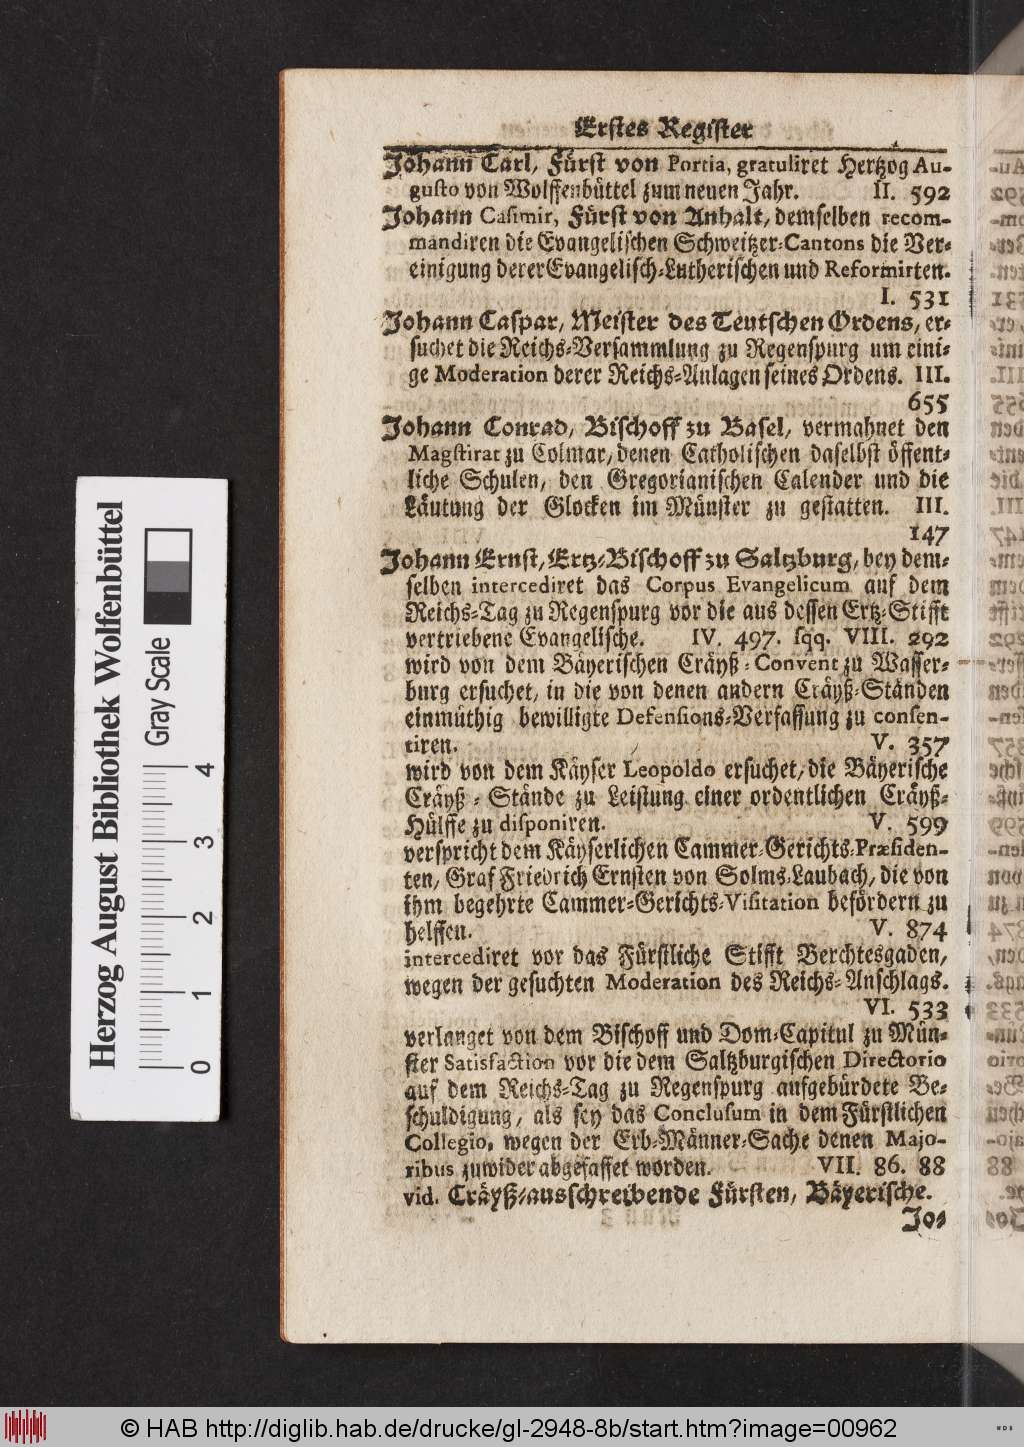 Erstes Register
Johann Carl, Fürst von Portia, gratuliret Hertzog Au-
gusto von Wolffenbüttel zum neuen Jahr. II. 592
Johann Casimir, Fürst von Anhalt, demselben recom-
mandiren die Evangelischen Schweitzer-Cantons die Ver-
einigung derer Evangelisch-Lutherischen und Reformirten.
I. 531
Johann Caspar, Meister des Teutschen Ordens, er-
suchet die Reichs-Versammlung zu Regenspurg um eini-
ge Moderation derer Reichs-Anlagen seines Ordens. III.
655
Johann Conrad, Bischoff zu Basel, vermahnet den
Magstirat zu Colmar, denen Catholischen daselbst öffent-
liche Schulen, den Gregorianischen Calender und die
Läutung der Glocken im Münster zu gestatten. III.
147
Johann Ernst, Ertz-Bischoff zu Saltzburg, bey dem-
selben intercediret das Corpus Evangelicum auf dem
Reichs-Tag zu Regenspurg vor die aus dessen Ertz-Stifft
vertriebene Evangelische. IV. 497. sqq. VIII. 292
wird von dem Bäyerischen Cräyß-Convent zu Wasser-
burg ersuchet, in die von denen andern Cräyß-Ständen
einmüthig bewilligte Defensions-Verfassung zu consen-
tiren. V. 357
wird von dem Käyser Leopoldo ersuchet, die Bäyerische
Cräyß-Stände zu Leistung einer ordentlichen Cräyß-
Hülffe zu disponiren. V. 599
verspricht dem Käyserlichen Cammer-Gerichts-Præsiden-
ten, Graf Friedrich Ernsten von Solms-Laubach, die von
ihm begehrte Cammer-Gerichts-Visitation befördern zu
helffen. V. 874
intercediret vor das Fürstliche Stifft Berchtesgaden,
wegen der gesuchten Moderation des Reichs-Anschlags.
VI. 533
verlanget von dem Bischoff und Dom-Capitul zu Mün-
ster Satisfaction vor die dem Saltzburgischen Directorio
auf dem Reichs-Tag zu Regenspurg aufgebürdete Be-
schuldigung, als sey das Conclusum in dem Fürstlichen
Collegio, wegen der Erb-Männer-Sache denen Majo-
ribus zuwider abgefasset worden. VII. 86. 88
vid. Cräyß-ausschreibende Fürsten, Bäyerische.
Jo-
Herzog August Bibliothek Wolfenbüttel
Gray Scale
0 1 2 3 4
© HAB http://diglib.hab.de/drucke/gl-2948-8b/start.htm?image=00962